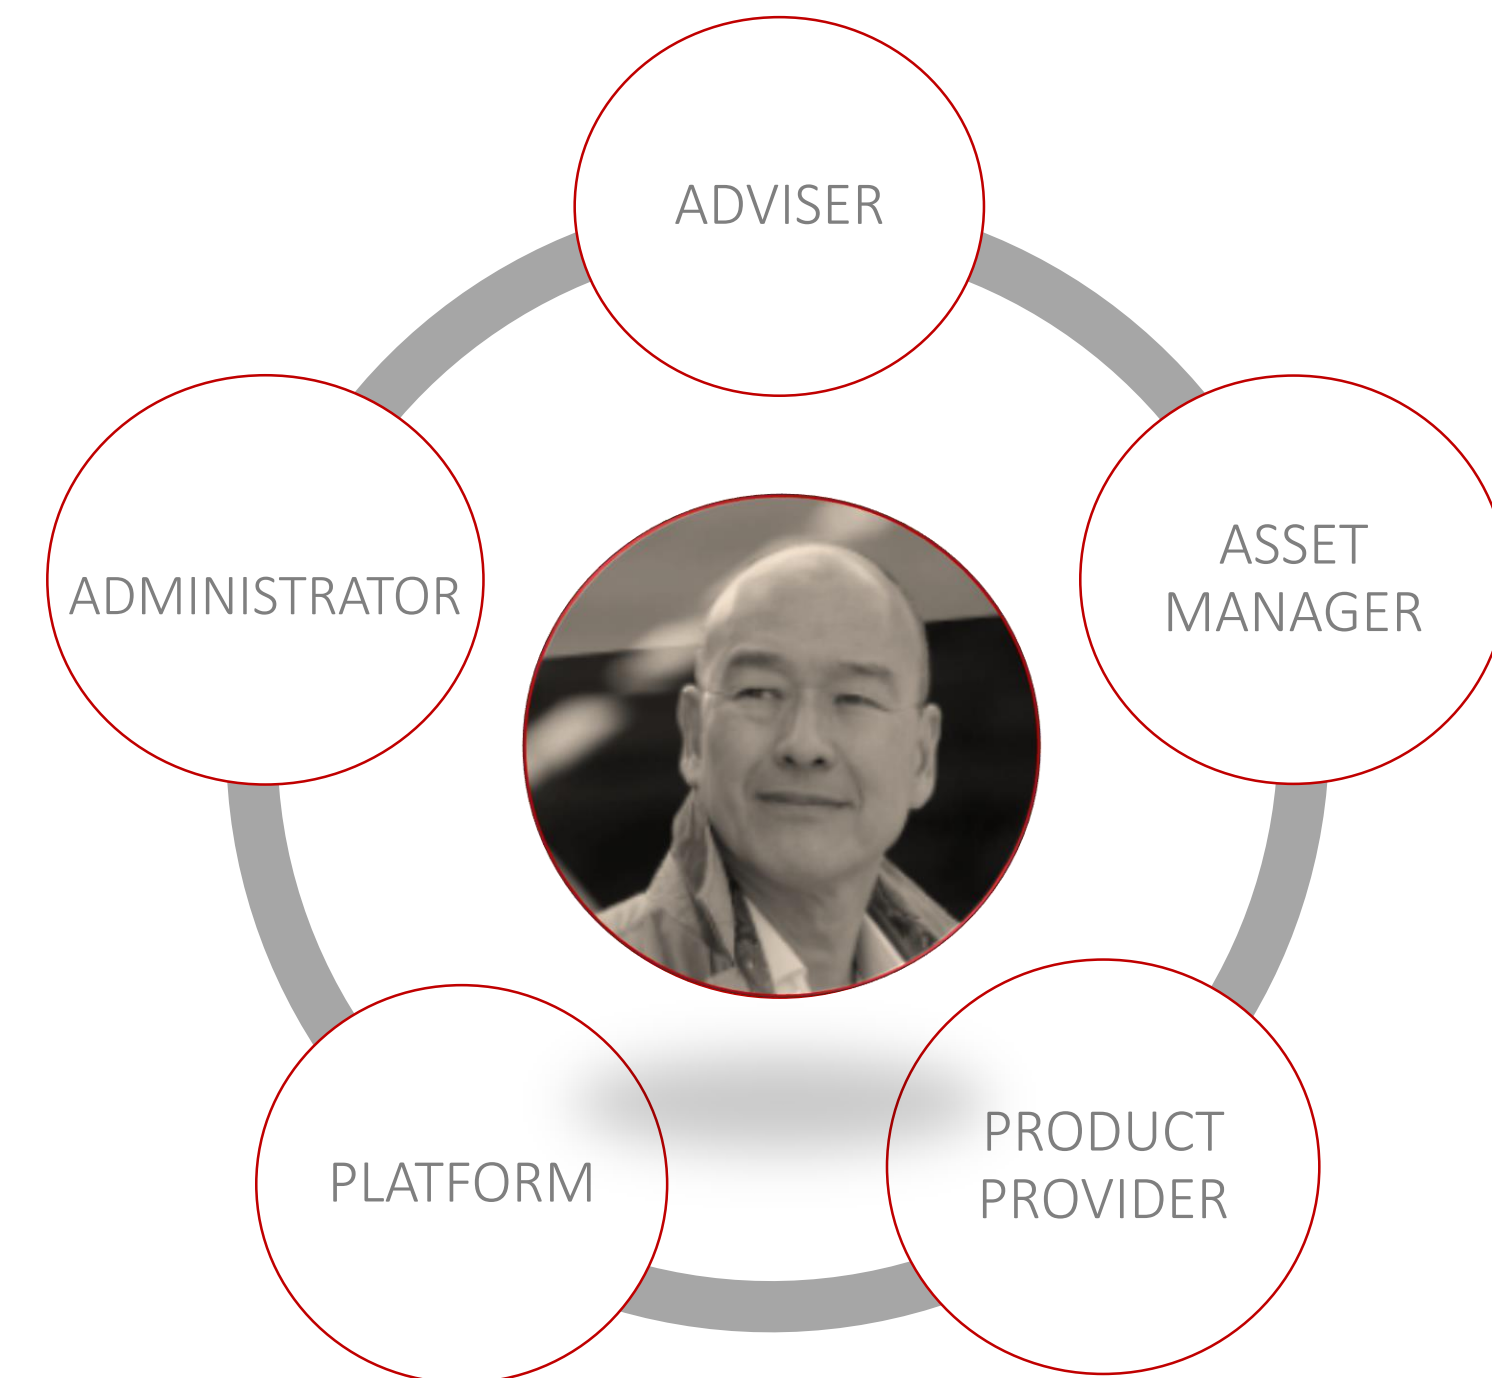 ADVISER
ASSET
MANAGER
PRODUCT
PROVIDER
PLATFORM
ADMINISTRATOR